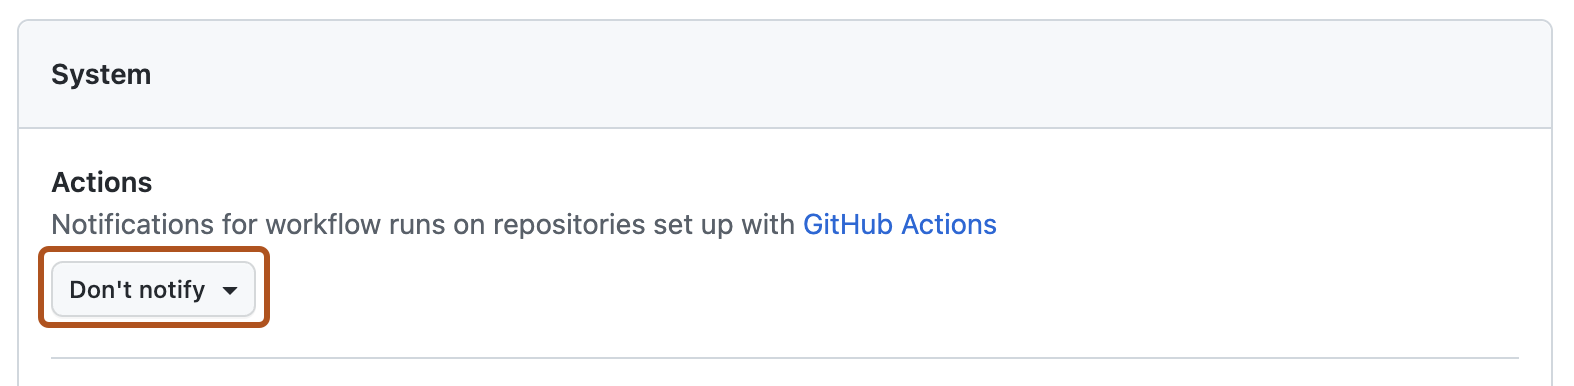 System
Actions
Notifications for workflow runs on repositories set up with GitHub Actions
Don't notify